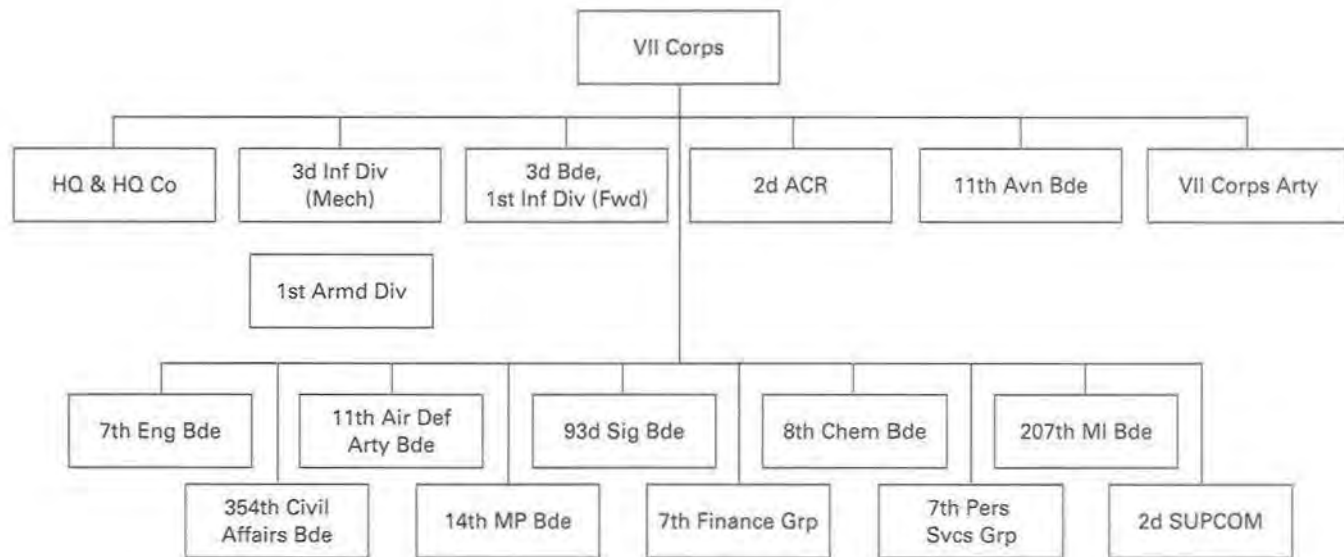 VII Corps
HQ & HQ Co
3d Inf Div
(Mech)
3d Bde,
1st Inf Div (Fwd)
2d ACR
11th Avn Bde
VII Corps Arty
1st Armd Div
7th Eng Bde
11th Air Def
Arty Bde
93d Sig Bde
8th Chem Bde
207th MI Bde
354th Civil
Affairs Bde
14th MP Bde
7th Finance Grp
7th Pers
Svcs Grp
2d SUPCOM